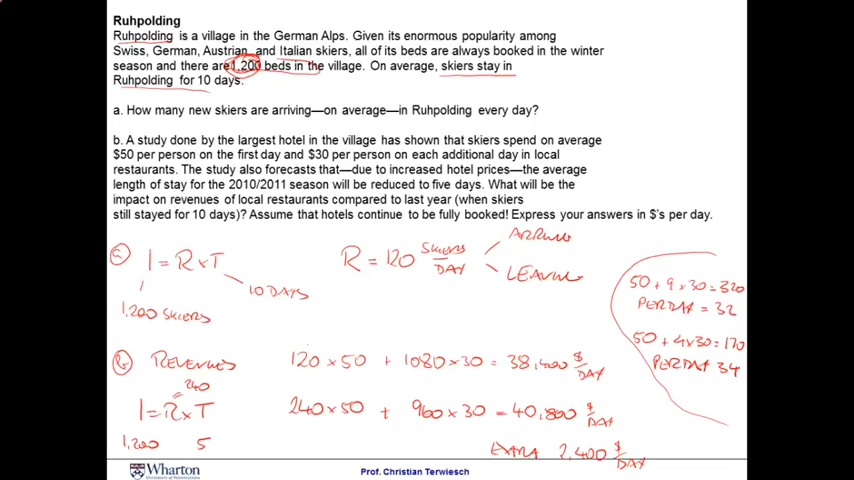 Ruhpolding
Ruhpolding is a village in the German Alps. Given its enormous popularity among
Swiss, German, Austrian, and Italian skiers, all of its beds are always booked in the winter
season and there are 1,200 beds in the village. On average, skiers stay in
Ruhpolding for 10 days.
a. How many new skiers are arriving—on average—in Ruhpolding every day?
b. A study done by the largest hotel in the village has shown that skiers spend on average
$50 per person on the first day and $30 per person on each additional day in local
restaurants. The study also forecasts that—due to increased hotel prices—the average
length of stay for the 2010/2011 season will be reduced to five days. What will be the
impact on revenues of local restaurants compared to last year (when skiers
still stayed for 10 days)? Assume that hotels continue to be fully booked! Express your answers in $'s per day.
I = R x T
1,200 SKIERS
10 DAYS
R = 120 SKIERS
DAY
ARRIVING
LEAVING
50 + 9 x 30 = 320
PER DAY = 32
50 + 4 x 30 = 170
PER DAY 34
REVENUES
120 x 50 + 1080 x 30 = 38,400 $
DAY
240
I = R x T
1,200 5
240 x 50 + 960 x 30 = 40,800 $
DAY
EXTRA 2,400 $
DAY
Wharton
UNIVERSITY of PENNSYLVANIA
Prof. Christian Terwiesch